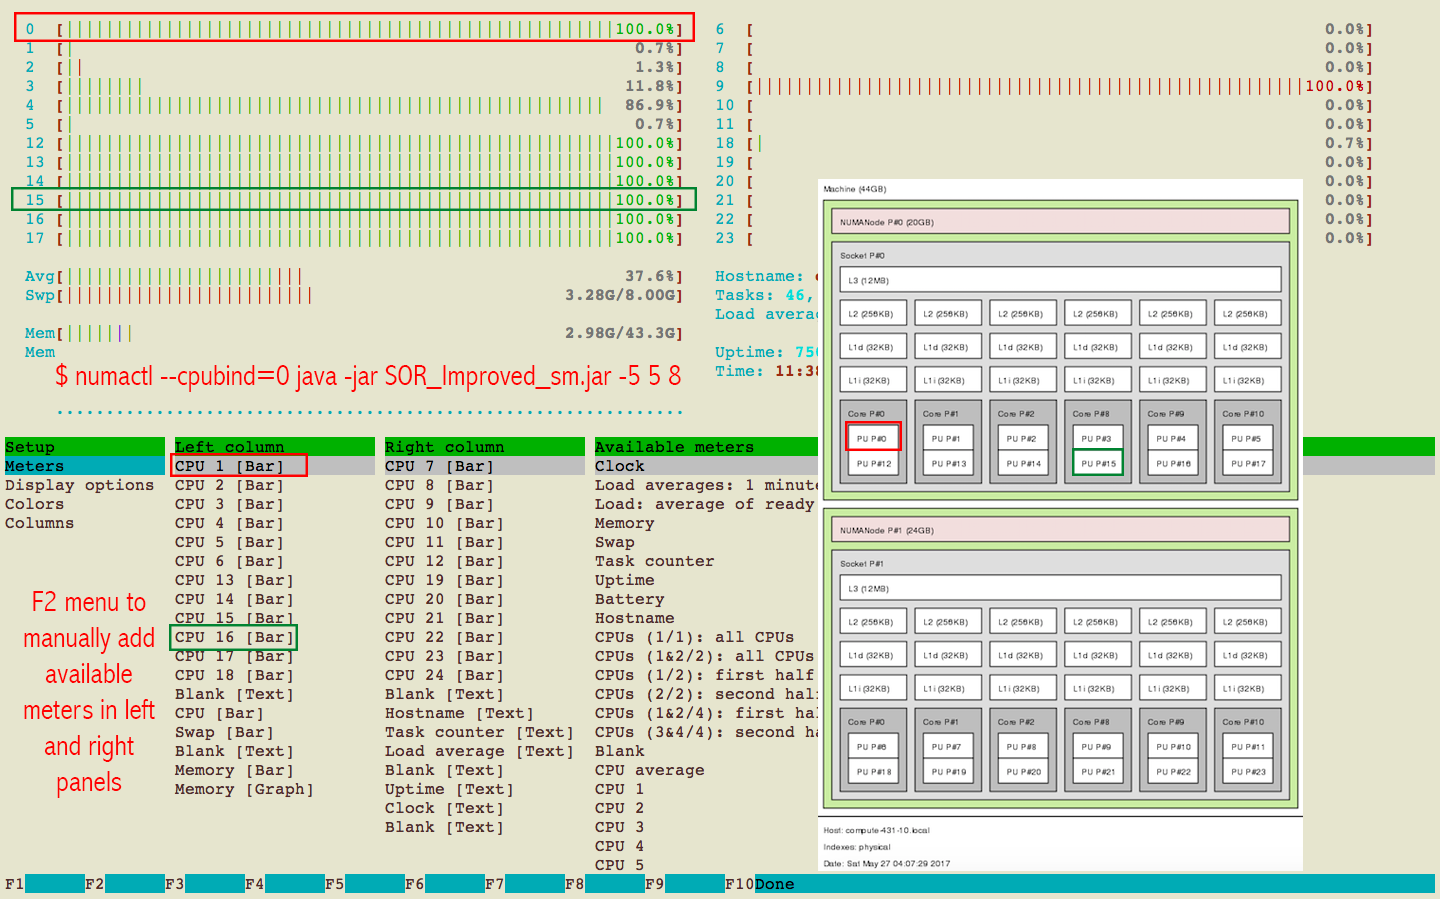 0 [ 100.0%]
1 [ 0.7%]
2 [ 1.3%]
3 [ 11.8%]
4 [ 86.9%]
5 [ 0.7%]
12 [ 100.0%]
13 [ 100.0%]
14 [ 100.0%]
15 [ 100.0%]
16 [ 100.0%]
17 [ 100.0%]
Avg[ 37.6%]
Swp[ 3.28G/8.00G]
Mem[ 2.98G/43.3G]
Mem
6 [ 0.0%]
7 [ 0.0%]
8 [ 0.0%]
9 [ 100.0%]
10 [ 0.0%]
11 [ 0.0%]
18 [ 0.7%]
19 [ 0.0%]
20 [ 0.0%]
21 [ 0.0%]
22 [ 0.0%]
23 [ 0.0%]
Hostname:
Tasks: 46,
Load avera
Uptime: 75
Time: 11:38
$ numactl --cpubind=0 java -jar SOR_Improved_sm.jar -5 5 8
Setup
Meters
Display options
Colors
Columns
F2 menu to
manually add
available
meters in left
and right
panels
Left column
CPU 1 [Bar]
CPU 2 [Bar]
CPU 3 [Bar]
CPU 4 [Bar]
CPU 5 [Bar]
CPU 6 [Bar]
CPU 13 [Bar]
CPU 14 [Bar]
CPU 15 [Bar]
CPU 16 [Bar]
CPU 17 [Bar]
CPU 18 [Bar]
Blank [Text]
CPU [Bar]
Swap [Bar]
Blank [Text]
Memory [Bar]
Memory [Graph]
Right column
CPU 7 [Bar]
CPU 8 [Bar]
CPU 9 [Bar]
CPU 10 [Bar]
CPU 11 [Bar]
CPU 12 [Bar]
CPU 19 [Bar]
CPU 20 [Bar]
CPU 21 [Bar]
CPU 22 [Bar]
CPU 23 [Bar]
CPU 24 [Bar]
Blank [Text]
Hostname [Text]
Task counter [Text]
Load average [Text]
Blank [Text]
Uptime [Text]
Clock [Text]
Blank [Text]
Available meters
Clock
Load averages: 1 minute
Load: average of ready
Memory
Swap
Task counter
Uptime
Battery
Hostname
CPUs (1/1): all CPUs
CPUs (1&2/2): all CPUs
CPUs (1/2): first half
CPUs (2/2): second half
CPUs (1&2/4): first ha
CPUs (3&4/4): second ha
Blank
CPU average
CPU 1
CPU 2
CPU 3
CPU 4
CPU 5
Machine (44GB)
NUMANode P#0 (20GB)
Socket P#0
L3 (12MB)
L2 (256KB) L2 (256KB) L2 (256KB) L2 (256KB) L2 (256KB) L2 (256KB)
L1d (32KB) L1d (32KB) L1d (32KB) L1d (32KB) L1d (32KB) L1d (32KB)
L1i (32KB) L1i (32KB) L1i (32KB) L1i (32KB) L1i (32KB) L1i (32KB)
Core P#0 Core P#1 Core P#2 Core P#8 Core P#9 Core P#10
PU P#0 PU P#1 PU P#2 PU P#3 PU P#4 PU P#5
PU P#12 PU P#13 PU P#14 PU P#15 PU P#16 PU P#17
NUMANode P#1 (24GB)
Socket P#1
L3 (12MB)
L2 (256KB) L2 (256KB) L2 (256KB) L2 (256KB) L2 (256KB) L2 (256KB)
L1d (32KB) L1d (32KB) L1d (32KB) L1d (32KB) L1d (32KB) L1d (32KB)
L1i (32KB) L1i (32KB) L1i (32KB) L1i (32KB) L1i (32KB) L1i (32KB)
Core P#0 Core P#1 Core P#2 Core P#8 Core P#9 Core P#10
PU P#6 PU P#7 PU P#8 PU P#9 PU P#10 PU P#11
PU P#18 PU P#19 PU P#20 PU P#21 PU P#22 PU P#23
Host: compute-431-10.local
Indexes: physical
Date: Sat May 27 04:07:29 2017
F1 F2 F3 F4 F5 F6 F7 F8 F9 F10Done